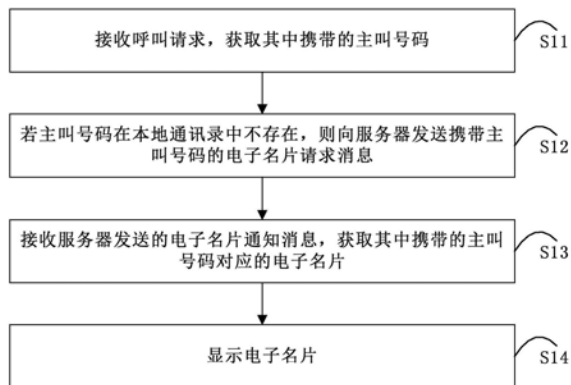 接收呼叫请求，获取其中携带的主叫号码
S11
若主叫号码在本地通讯录中不存在，则向服务器发送携带主
叫号码的电子名片请求消息
S12
接收服务器发送的电子名片通知消息，获取其中携带的主叫
号码对应的电子名片
S13
显示电子名片
S14